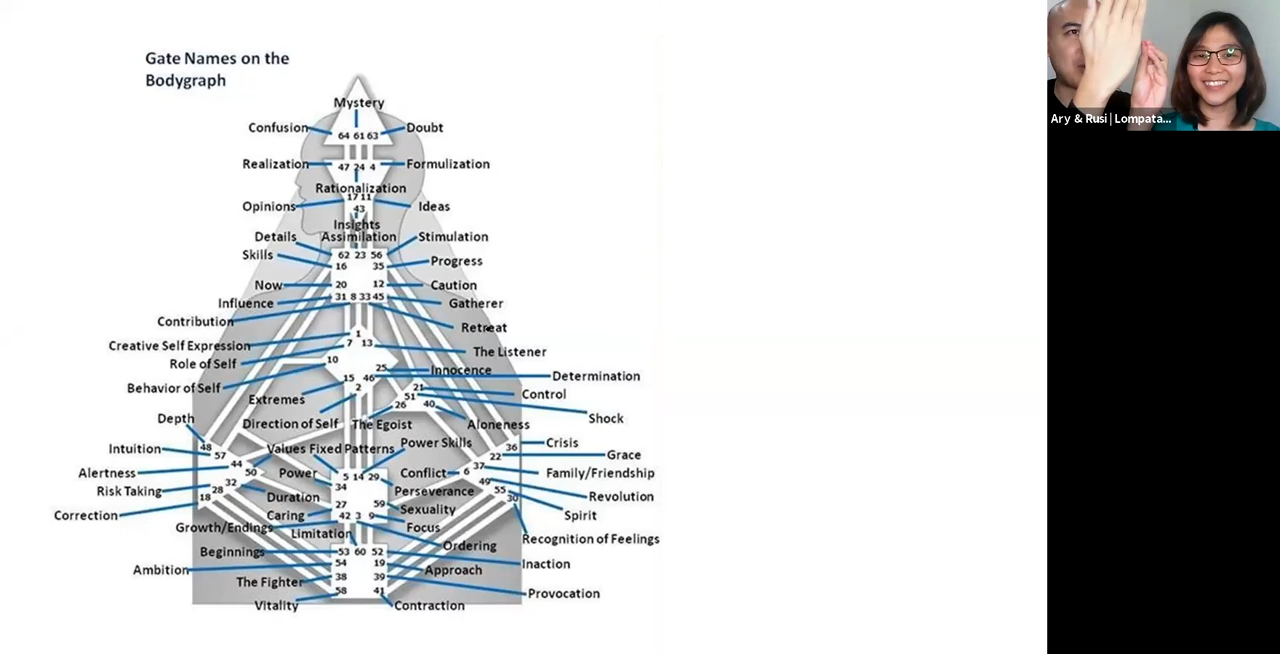 Gate Names on the
Bodygraph
Mystery
Confusion
Doubt
64 61 63
Realization
47 24 4
Formulization
Rationalization
17 11
Opinions
Ideas
43
Insights
Details
Assimilation
Stimulation
62 23 56
Skills
16
35
Progress
Now
20
12
Caution
Influence
31 8 33 45
Gatherer
Contribution
Retreat
1
Creative Self Expression
7
13
The Listener
Role of Self
10
25
Innocence
Determination
Behavior of Self
15
46
2
21
Control
Extremes
51
26
40
Shock
Depth
Direction of Self
The Egoist
Aloneness
48
Intuition
57
Values
Fixed Patterns
Power Skills
36
Crisis
22
Grace
Alertness
44
50
Power
5 14 29
Conflict
6
37
Family/Friendship
Risk Taking
32
28
34
Perseverance
49
Revolution
18
Duration
55
30
Correction
Caring
27
59
Sexuality
Spirit
Growth/Endings
42 3 9
Focus
Limitation
Ordering
Recognition of Feelings
Beginnings
53 60 52
Inaction
Ambition
54
19
Approach
The Fighter
38
39
Provocation
Vitality
58
41
Contraction
Ary & Rusi | Lompata...